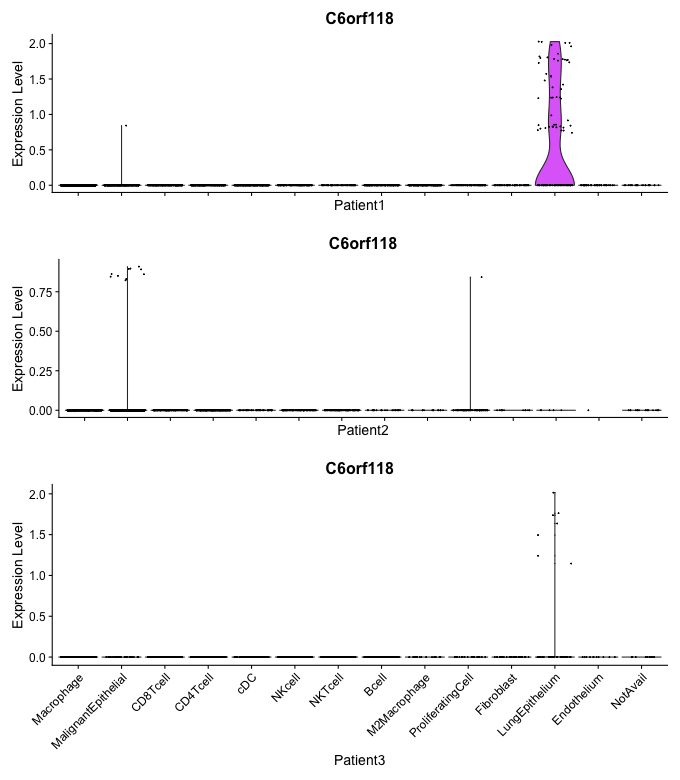 C6orf118
Expression Level
2.0
1.5
1.0
0.5
0.0
Patient1
C6orf118
Expression Level
0.75
0.50
0.25
0.00
Patient2
C6orf118
Expression Level
2.0
1.5
1.0
0.5
0.0
Macrophage
MalignantEpithelial
CD8Tcell
CD4Tcell
cDC
NKcell
NKTcell
Bcell
M2Macrophage
ProliferatingCell
Fibroblast
LungEpithelium
Endothelium
NotAvail
Patient3